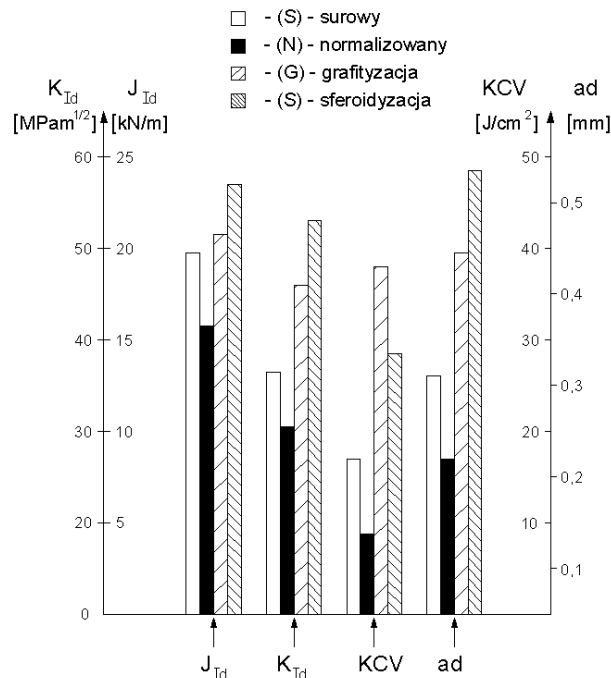 - (S) - surowy
- (N) - normalizowany
- (G) - grafityzacja
- (S) - sferoidyzacja
K_Id J_Id KCV ad
[MPam^1/2] [kN/m] [J/cm^2] [mm]
60 25 50
0,5
50 20 40
0,4
40 15 30
0,3
30 10 20
0,2
20 5 10
0,1
0
J_Id K_Id KCV ad